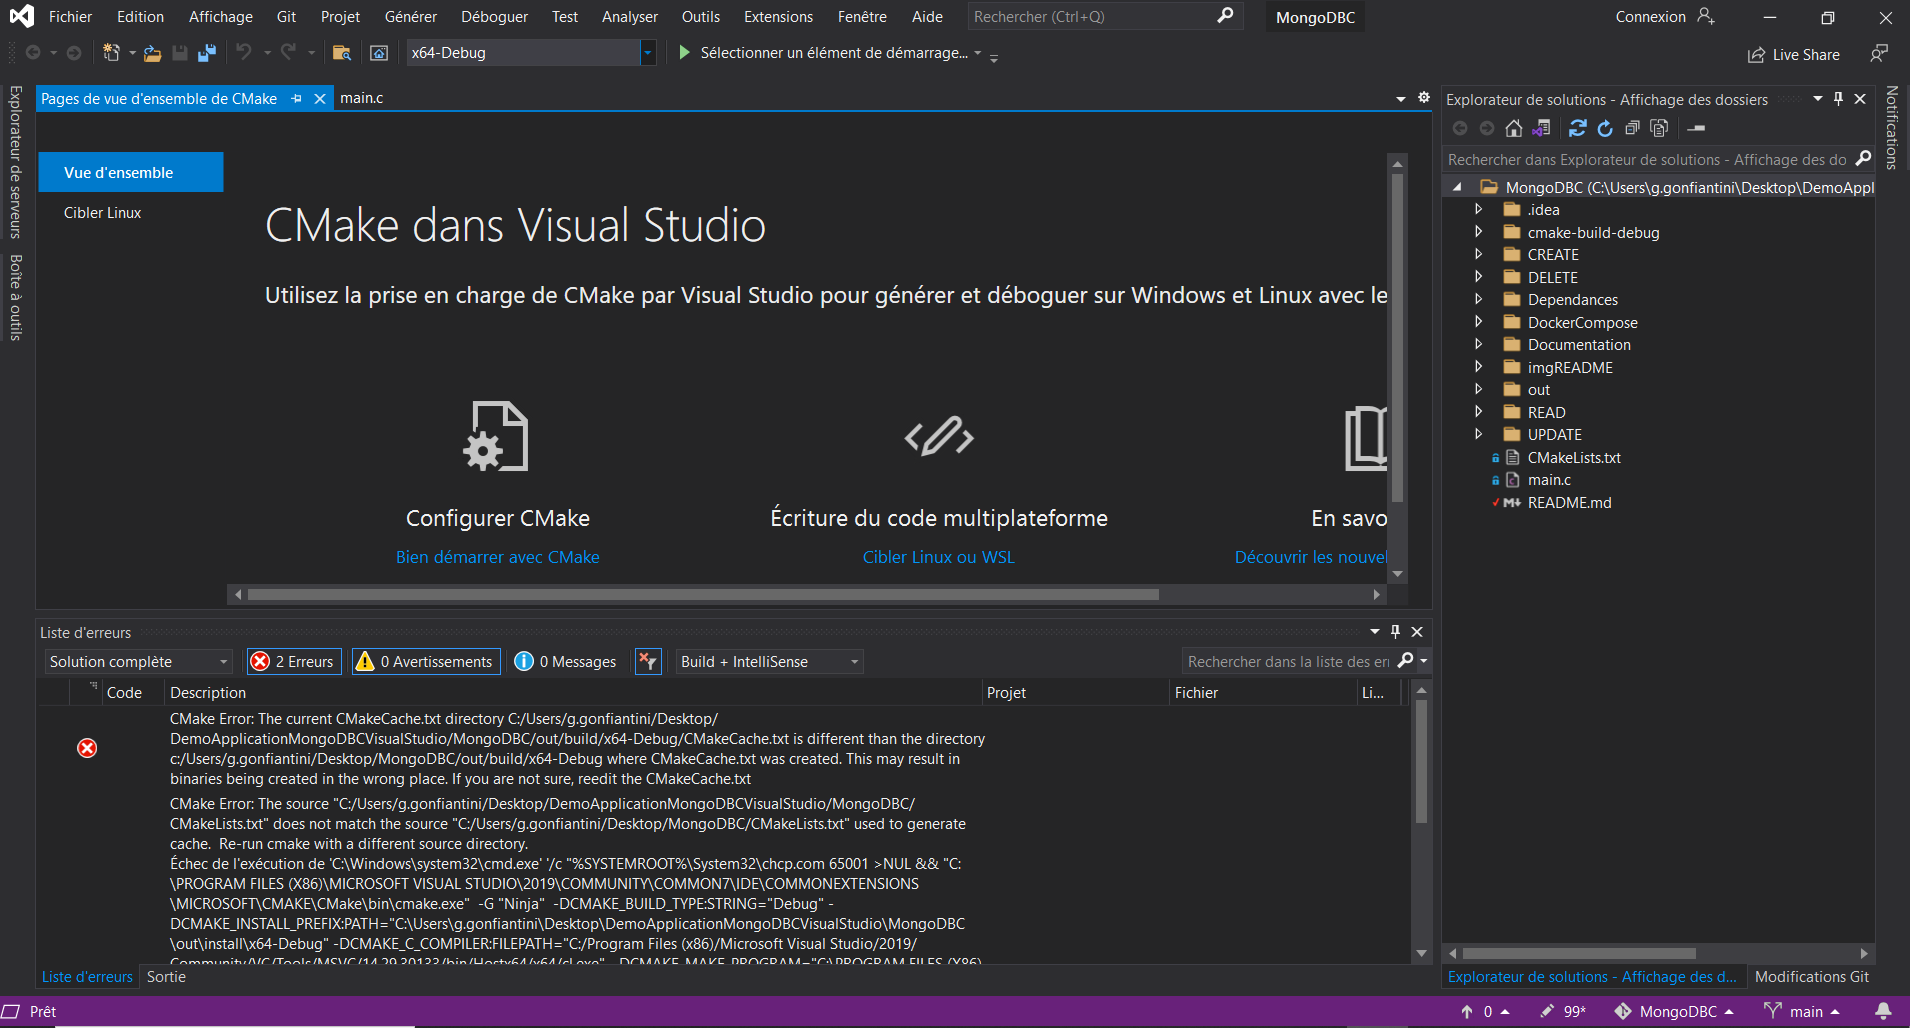 Fichier Edition Affichage Git Projet Générer Déboguer Test Analyser Outils Extensions Fenêtre Aide Rechercher (Ctrl+Q) MongoDBC Connexion
x64-Debug Sélectionner un élément de démarrage... Live Share
Explorateur de serveurs
Boîte à outils
Pages de vue d'ensemble de CMake main.c
Vue d'ensemble
Cibler Linux
CMake dans Visual Studio
Utilisez la prise en charge de CMake par Visual Studio pour générer et déboguer sur Windows et Linux avec le
Configurer CMake
Bien démarrer avec CMake
Écriture du code multiplateforme
Cibler Linux ou WSL
En savo
Découvrir les nouvel
Liste d'erreurs
Solution complète 2 Erreurs 0 Avertissements 0 Messages Build + IntelliSense Rechercher dans la liste des en
Code Description Projet Fichier Li...
CMake Error: The current CMakeCache.txt directory C:/Users/g.gonfiantini/Desktop/
DemoApplicationMongoDBCVisualStudio/MongoDBC/out/build/x64-Debug/CMakeCache.txt is different than the directory
c:/Users/g.gonfiantini/Desktop/MongoDBC/out/build/x64-Debug where CMakeCache.txt was created. This may result in
binaries being created in the wrong place. If you are not sure, reedit the CMakeCache.txt
CMake Error: The source "C:/Users/g.gonfiantini/Desktop/DemoApplicationMongoDBCVisualStudio/MongoDBC/
CMakeLists.txt" does not match the source "C:/Users/g.gonfiantini/Desktop/MongoDBC/CMakeLists.txt" used to generate
cache.  Re-run cmake with a different source directory.
Échec de l'exécution de 'C:\Windows\system32\cmd.exe' '/c "%SYSTEMROOT%\System32\chcp.com 65001 >NUL && "C:
\PROGRAM FILES (X86)\MICROSOFT VISUAL STUDIO\2019\COMMUNITY\COMMON7\IDE\COMMONEXTENSIONS
\MICROSOFT\CMAKE\CMake\bin\cmake.exe"  -G "Ninja"  -DCMAKE_BUILD_TYPE:STRING="Debug" -
DCMAKE_INSTALL_PREFIX:PATH="C:\Users\g.gonfiantini\Desktop\DemoApplicationMongoDBCVisualStudio\MongoDBC
\out\install\x64-Debug" -DCMAKE_C_COMPILER:FILEPATH="C:/Program Files (x86)/Microsoft Visual Studio/2019/
Community/VC/Tools/MSVC/14.29.30133/bin/Hostx64/x64/cl.exe"  -DCMAKE_MAKE_PROGRAM="C:\PROGRAM FILES (X86)
Liste d'erreurs Sortie
Explorateur de solutions - Affichage des dossiers
Rechercher dans Explorateur de solutions - Affichage des do
MongoDBC (C:\Users\g.gonfiantini\Desktop\DemoAppl
.idea
cmake-build-debug
CREATE
DELETE
Dependances
DockerCompose
Documentation
imgREADME
out
READ
UPDATE
CMakeLists.txt
main.c
README.md
Explorateur de solutions - Affichage des d... Modifications Git
Notifications
Prêt 0 99* MongoDBC main